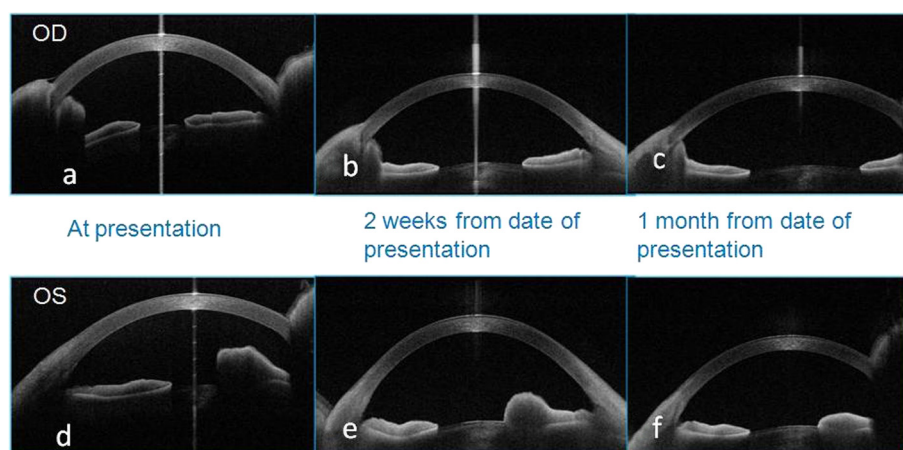 OD
a
b
c
At presentation
2 weeks from date of
presentation
1 month from date of
presentation
OS
d
e
f